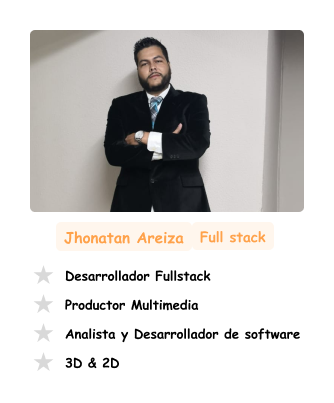 Jhonatan Areiza Full stack
Desarrollador Fullstack
Productor Multimedia
Analista y Desarrollador de software
3D & 2D